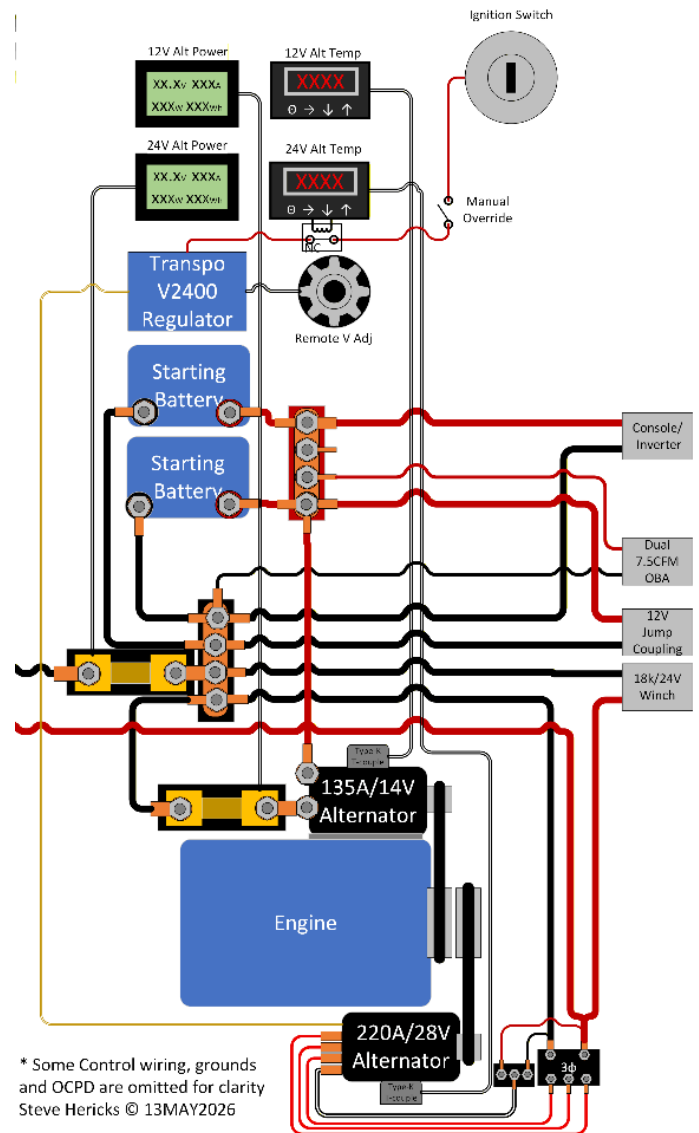 Ignition Switch
12V Alt Power
12V Alt Temp
XX.XV XXXA
XXXW XXXWh
XXXX
24V Alt Power
24V Alt Temp
XX.XV XXXA
XXXW XXXWh
XXXX
Manual
Override
NC
Transpo
V2400
Regulator
Remote V Adj
Starting
Battery
Starting
Battery
Console/
Inverter
Dual
7.5CFM
OBA
12V
Jump
Coupling
18k/24V
Winch
Type-K
T-couple
135A/14V
Alternator
Engine
220A/28V
Alternator
3ϕ
Type-K
T-couple
* Some Control wiring, grounds
and OCPD are omitted for clarity
Steve Hericks © 13MAY2026